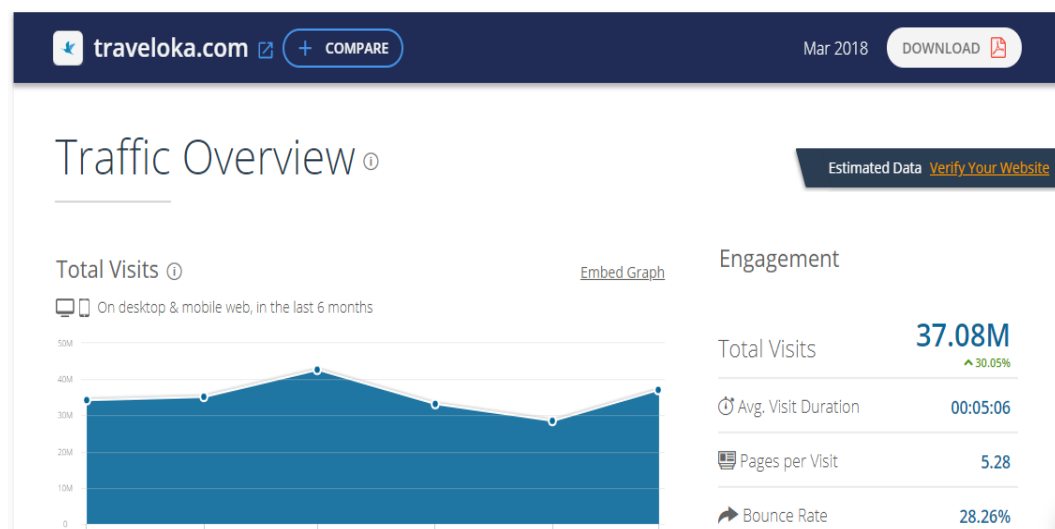 traveloka.com + COMPARE Mar 2018 DOWNLOAD
Traffic Overview
Estimated Data Verify Your Website
Total Visits
Embed Graph
On desktop & mobile web, in the last 6 months
50M
40M
30M
20M
10M
0
Engagement
Total Visits 37.08M
30.05%
Avg. Visit Duration 00:05:06
Pages per Visit 5.28
Bounce Rate 28.26%